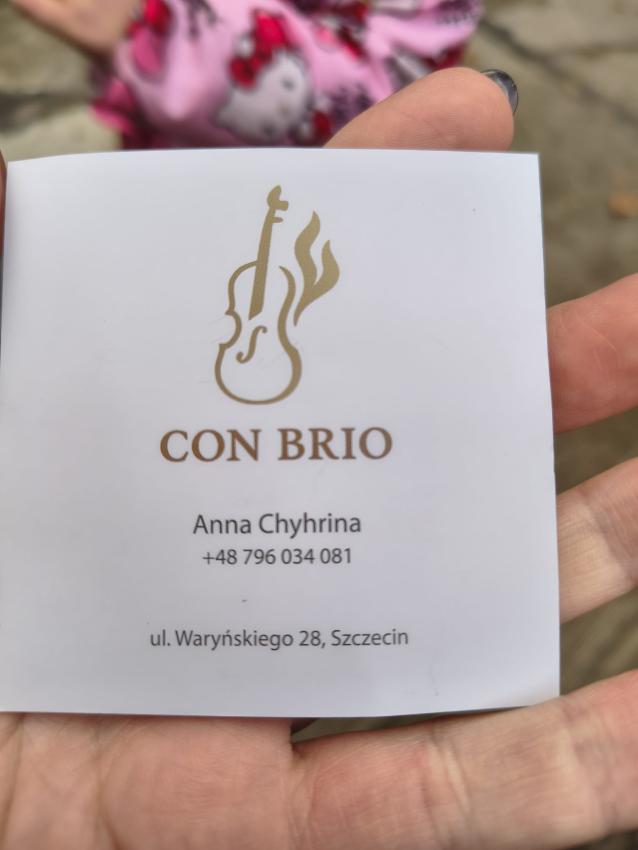 CON BRIO
Anna Chyhrina
+48 796 034 081
ul. Waryńskiego 28, Szczecin